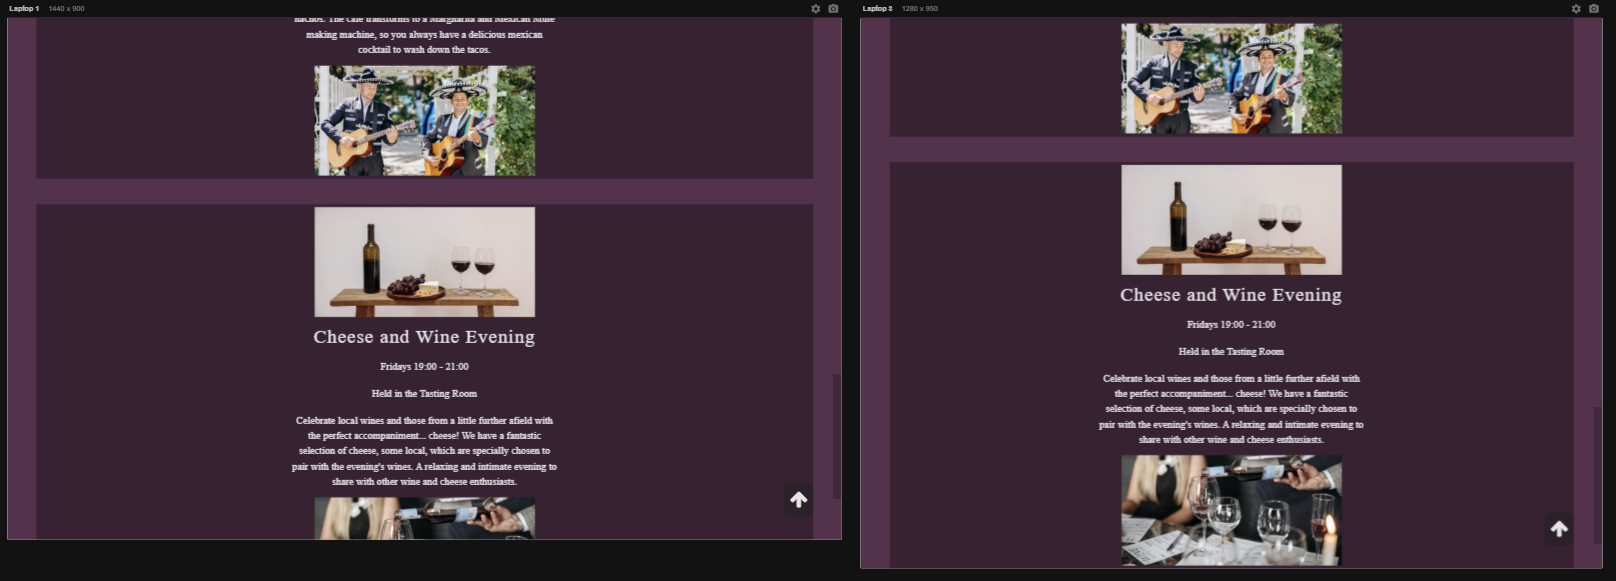 Laptop 1 1440 x 900
nachos. The cafe transforms to a Margharita and Mexican Mule
making machine, so you always have a delicious mexican
cocktail to wash down the tacos.
Cheese and Wine Evening
Fridays 19:00 - 21:00
Held in the Tasting Room
Celebrate local wines and those from a little further afield with
the perfect accompaniment... cheese! We have a fantastic
selection of cheese, some local, which are specially chosen to
pair with the evening's wines. A relaxing and intimate evening to
share with other wine and cheese enthusiasts.
Laptop 3 1280 x 950
Cheese and Wine Evening
Fridays 19:00 - 21:00
Held in the Tasting Room
Celebrate local wines and those from a little further afield with
the perfect accompaniment... cheese! We have a fantastic
selection of cheese, some local, which are specially chosen to
pair with the evening's wines. A relaxing and intimate evening to
share with other wine and cheese enthusiasts.